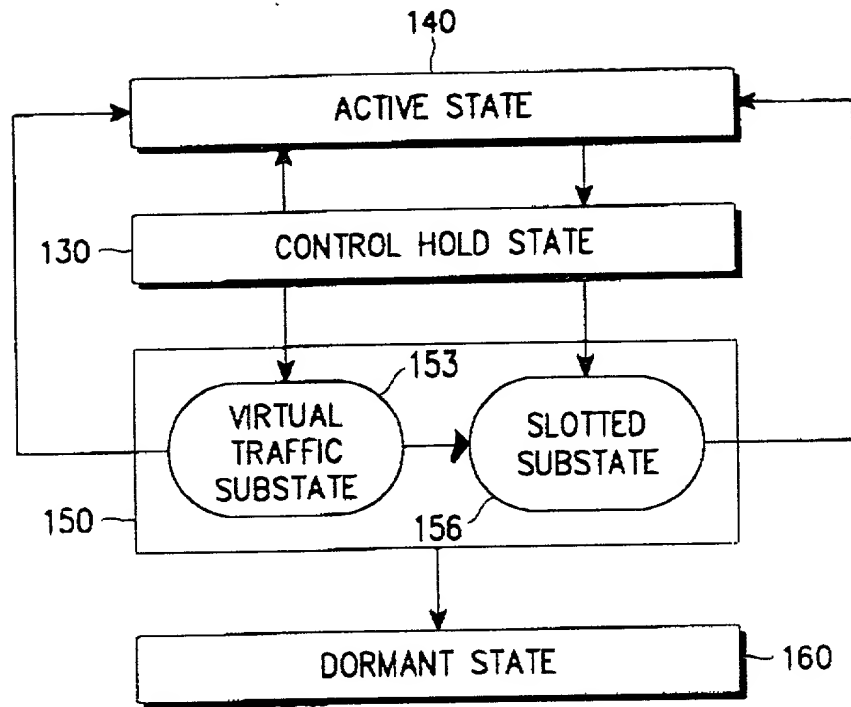 140
ACTIVE STATE
130
CONTROL HOLD STATE
153
VIRTUAL
TRAFFIC
SUBSTATE
SLOTTED
SUBSTATE
150
156
DORMANT STATE
160